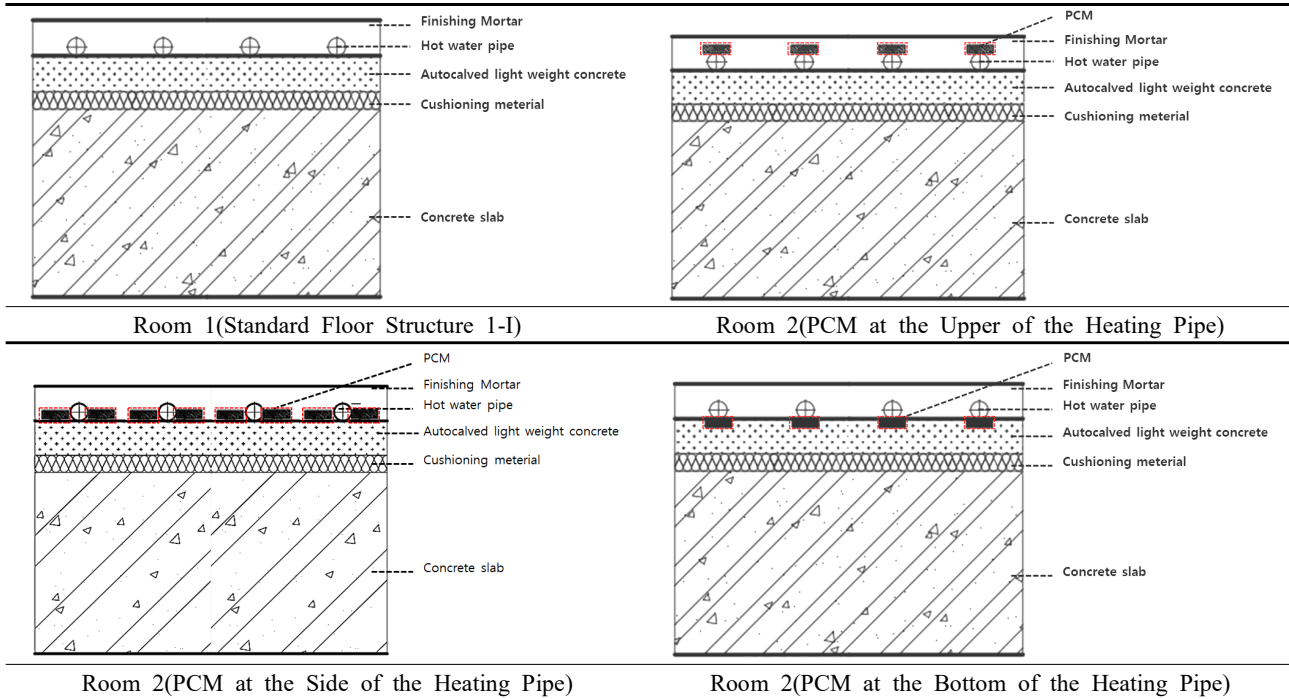 Finishing Mortar
Hot water pipe
Autocalved light weight concrete
Cushioning meterial
Concrete slab
Room 1(Standard Floor Structure 1-I)
PCM
Finishing Mortar
Hot water pipe
Autocalved light weight concrete
Cushioning meterial
Concrete slab
Room 2(PCM at the Upper of the Heating Pipe)
PCM
Finishing Mortar
Hot water pipe
Autocalved light weight concrete
Cushioning meterial
Concrete slab
Room 2(PCM at the Side of the Heating Pipe)
PCM
Finishing Mortar
Hot water pipe
Autocalved light weight concrete
Cushioning meterial
Concrete slab
Room 2(PCM at the Bottom of the Heating Pipe)